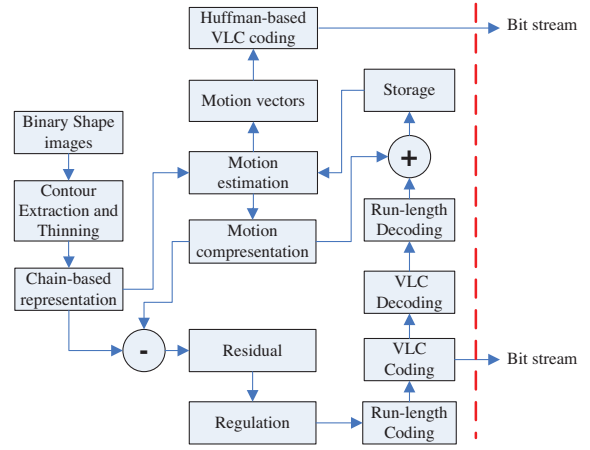 Huffman-based
VLC coding
Bit stream
Motion vectors
Storage
Binary Shape
images
Motion
estimation
+
Contour
Extraction and
Thinning
Run-length
Decoding
Motion
compresentation
Chain-based
representation
VLC
Decoding
-
Residual
VLC
Coding
Bit stream
Regulation
Run-length
Coding